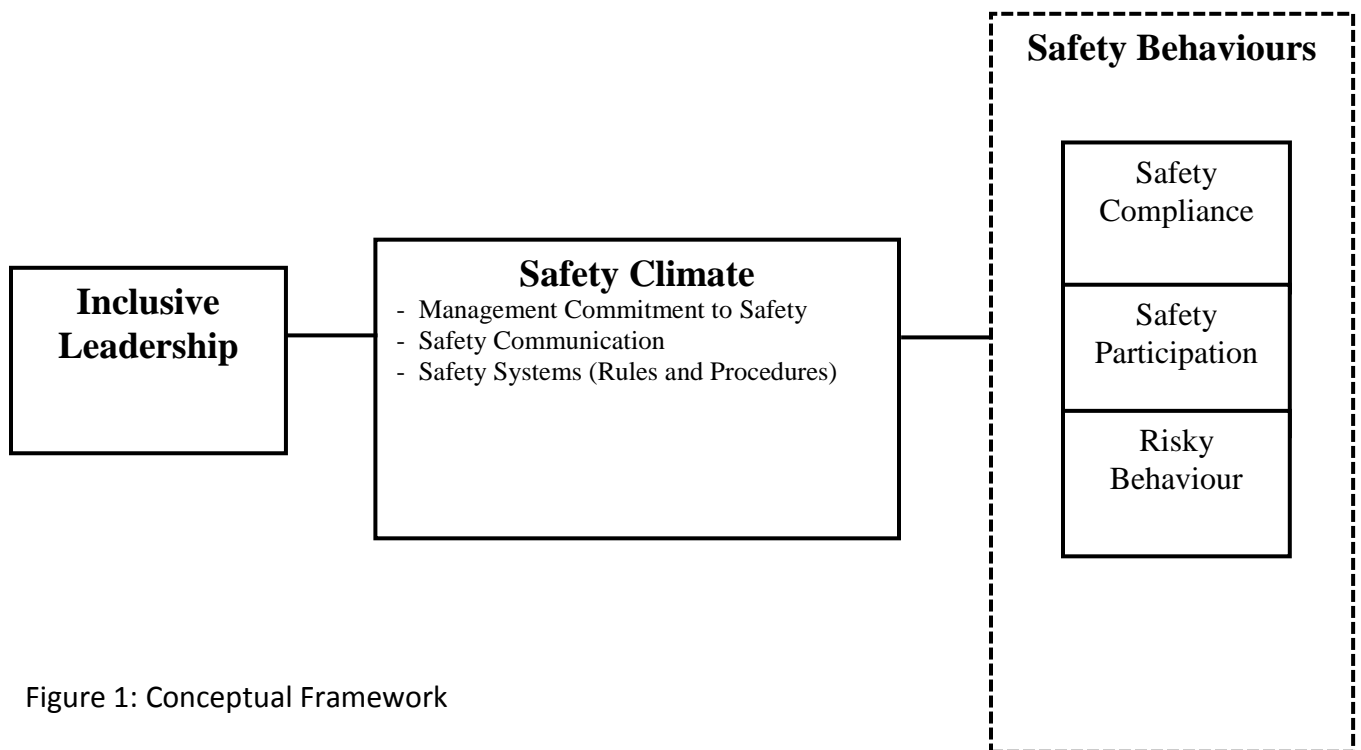 Safety Behaviours
Safety
Compliance
Safety
Participation
Risky
Behaviour
Safety Climate
- Management Commitment to Safety
- Safety Communication
- Safety Systems (Rules and Procedures)
Inclusive
Leadership
Figure 1: Conceptual Framework